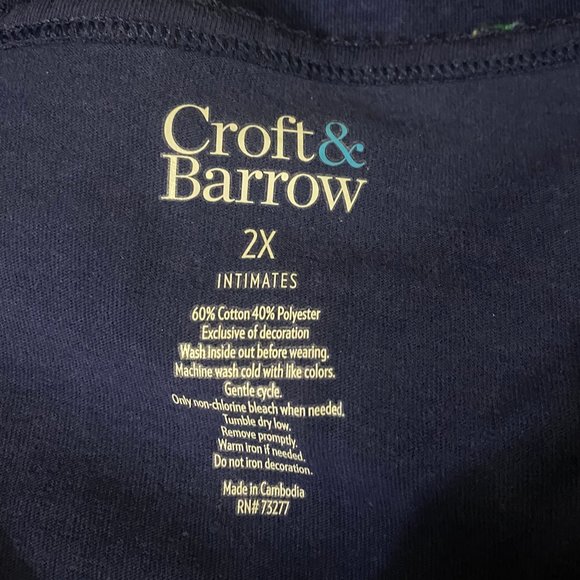 Croft&
Barrow
2X
INTIMATES
60% Cotton 40% Polyester
Exclusive of decoration
Wash inside out before wearing.
Machine wash cold with like colors.
Gentle cycle.
Only non-chlorine bleach when needed.
Tumble dry low.
Remove promptly.
Warm iron if needed.
Do not iron decoration.
Made in Cambodia
RN# 73277